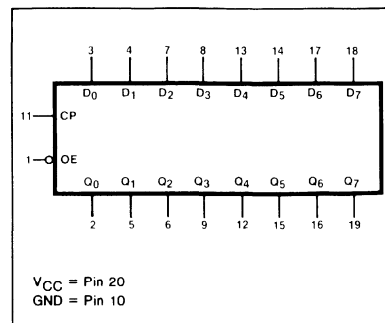 3 4 7 8 13 14 17 18
D0 D1 D2 D3 D4 D5 D6 D7
11 CP
1 OE
Q0 Q1 Q2 Q3 Q4 Q5 Q6 Q7
2 5 6 9 12 15 16 19
VCC = Pin 20
GND = Pin 10